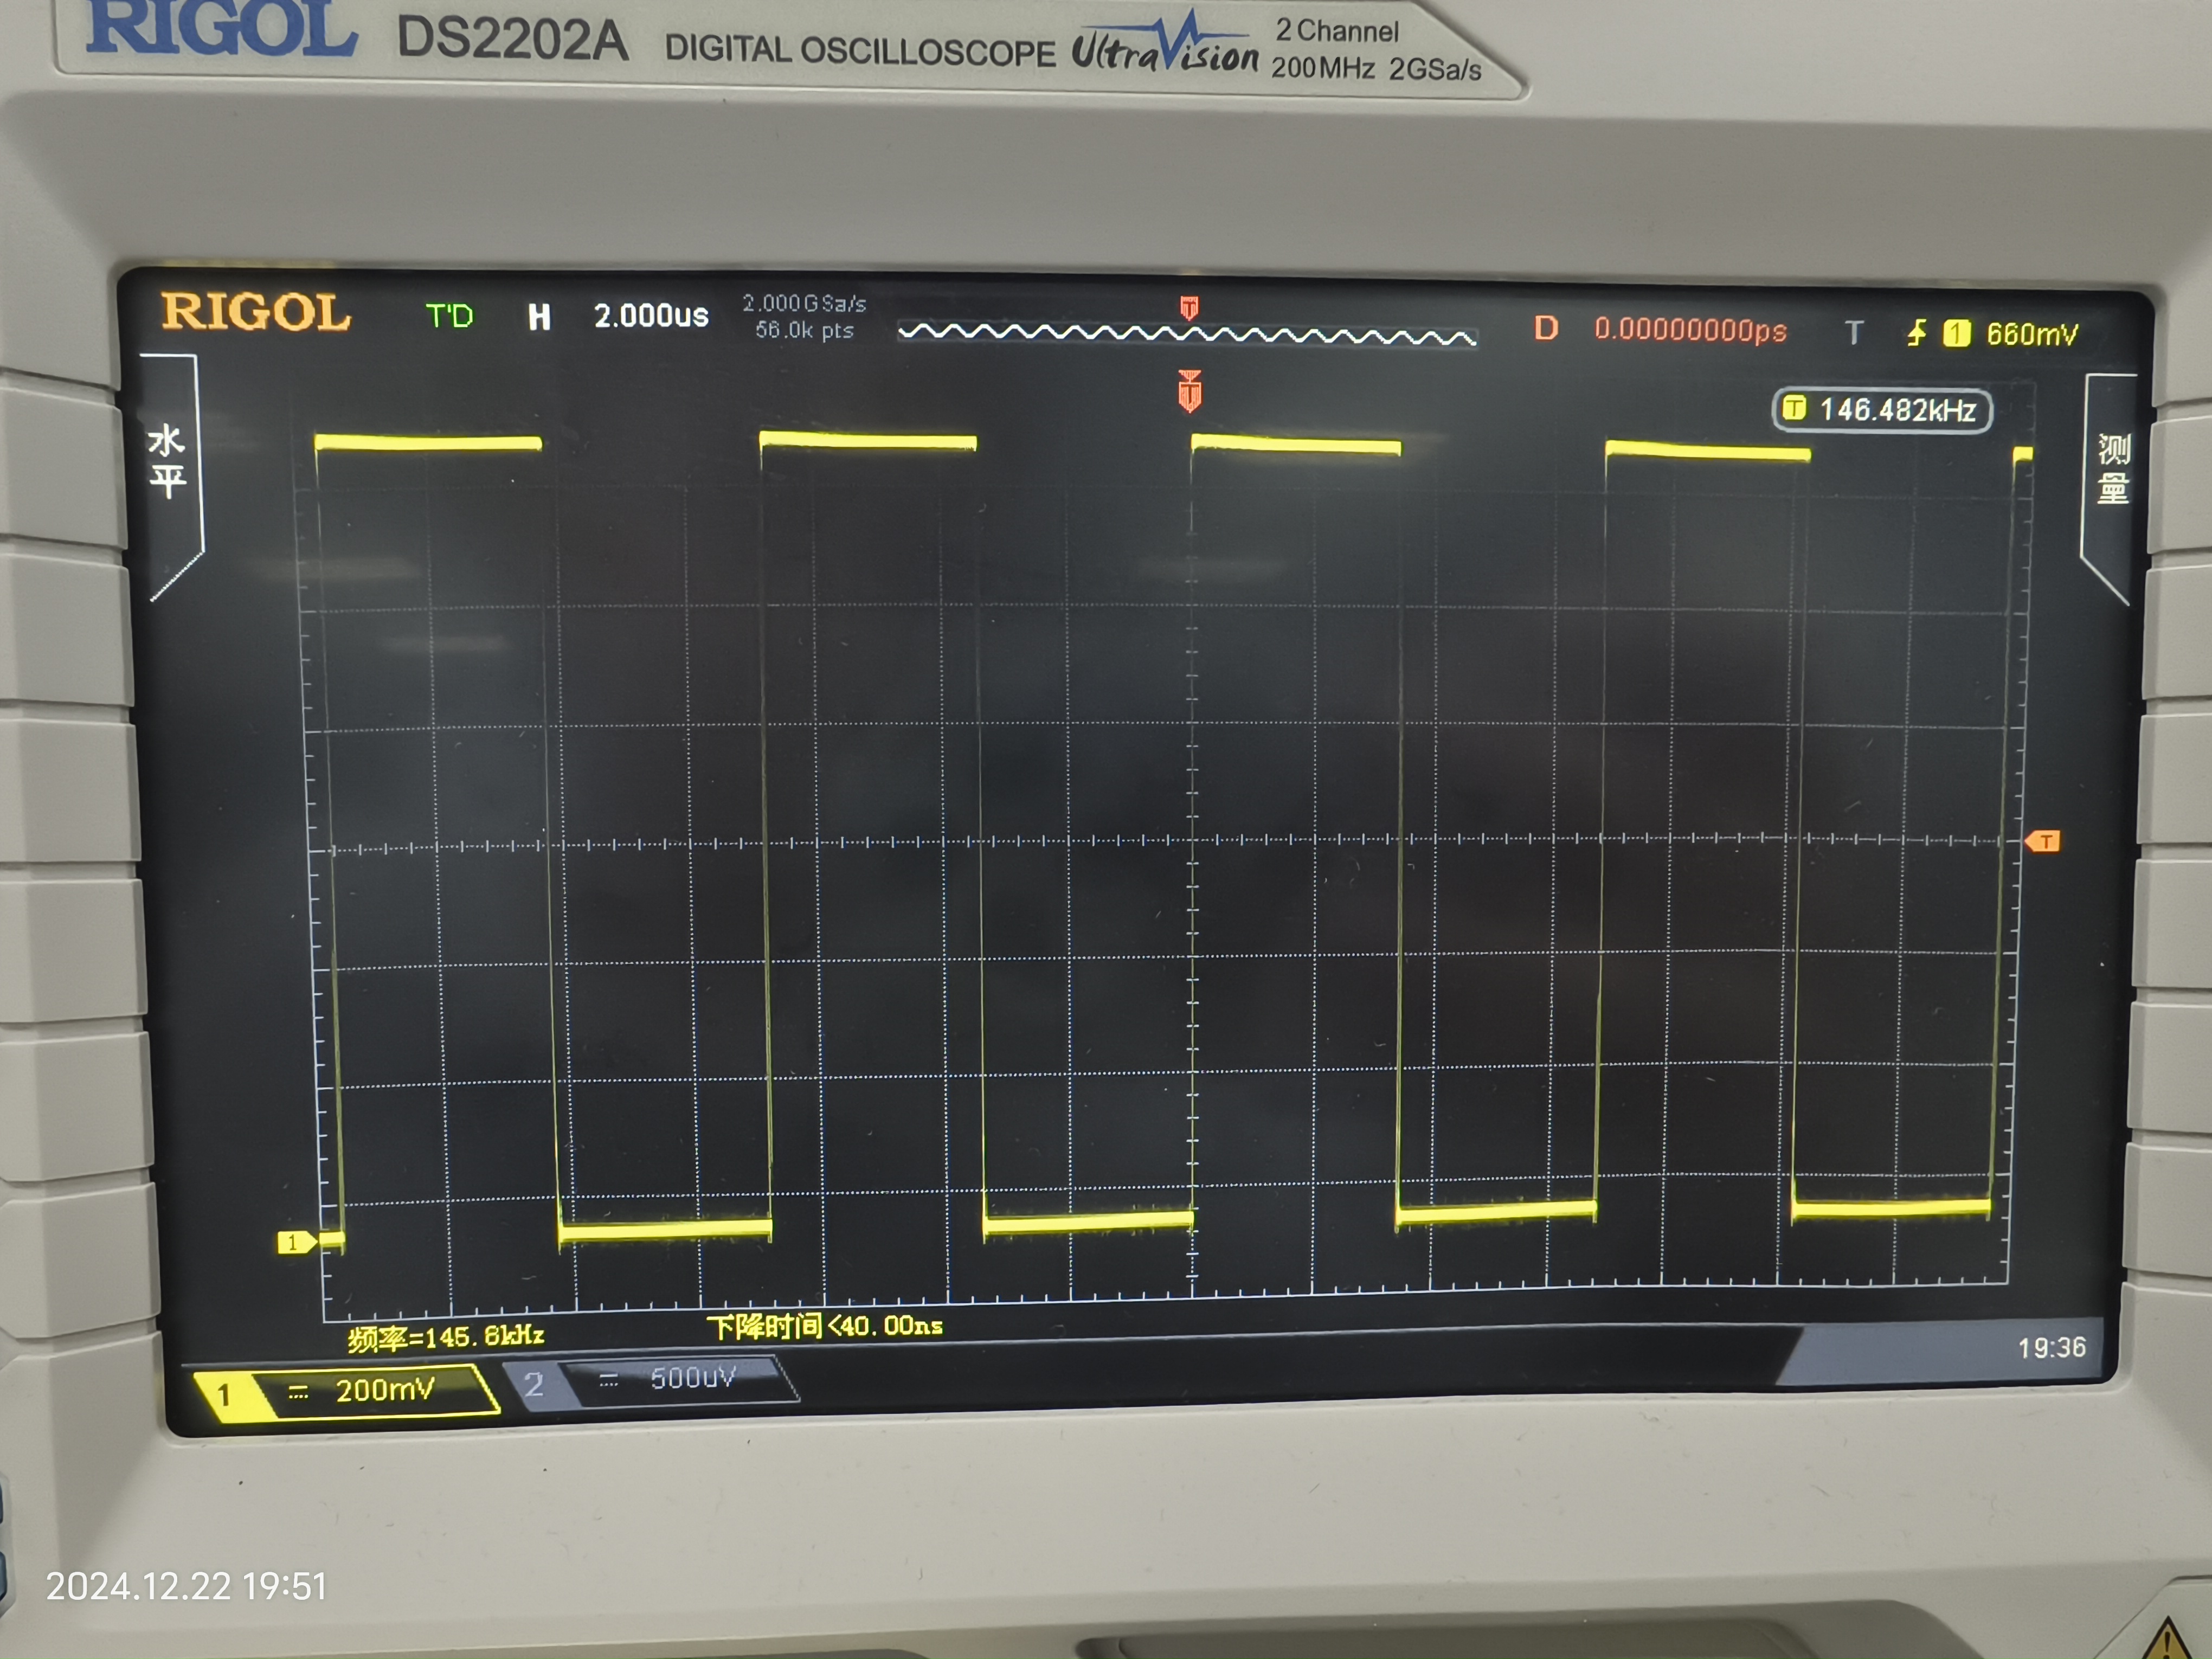 RIGOL DS2202A DIGITAL OSCILLOSCOPE UltraVision 2 Channel
200MHz 2GSa/s
RIGOL T'D H 2.000us 2.000GSa/s
56.0k pts
T
D 0.00000000ps T 1 660mV
T
T 146.482kHz
水平
测量
T
1
频率=145.8kHz 下降时间<40.00ns
1 200mV 2 500uV
19:36
2024.12.22 19:51